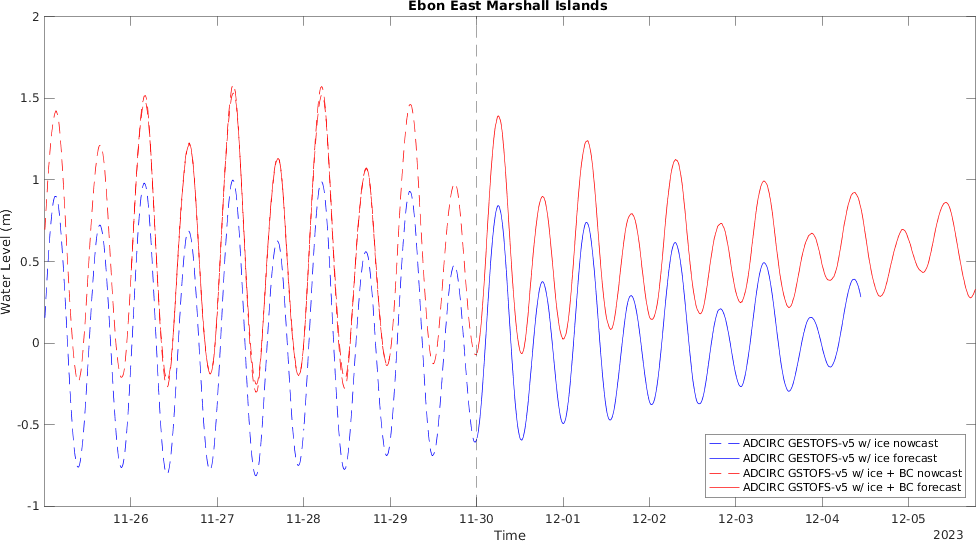 Ebon East Marshall Islands
Water Level (m)
2
1.5
1
0.5
0
-0.5
-1
11-26
11-27
11-28
11-29
11-30
12-01
12-02
12-03
12-04
12-05
Time
2023
ADCIRC GESTOFS-v5 w/ ice nowcast
ADCIRC GESTOFS-v5 w/ ice forecast
ADCIRC GSTOFS-v5 w/ ice + BC nowcast
ADCIRC GSTOFS-v5 w/ ice + BC forecast